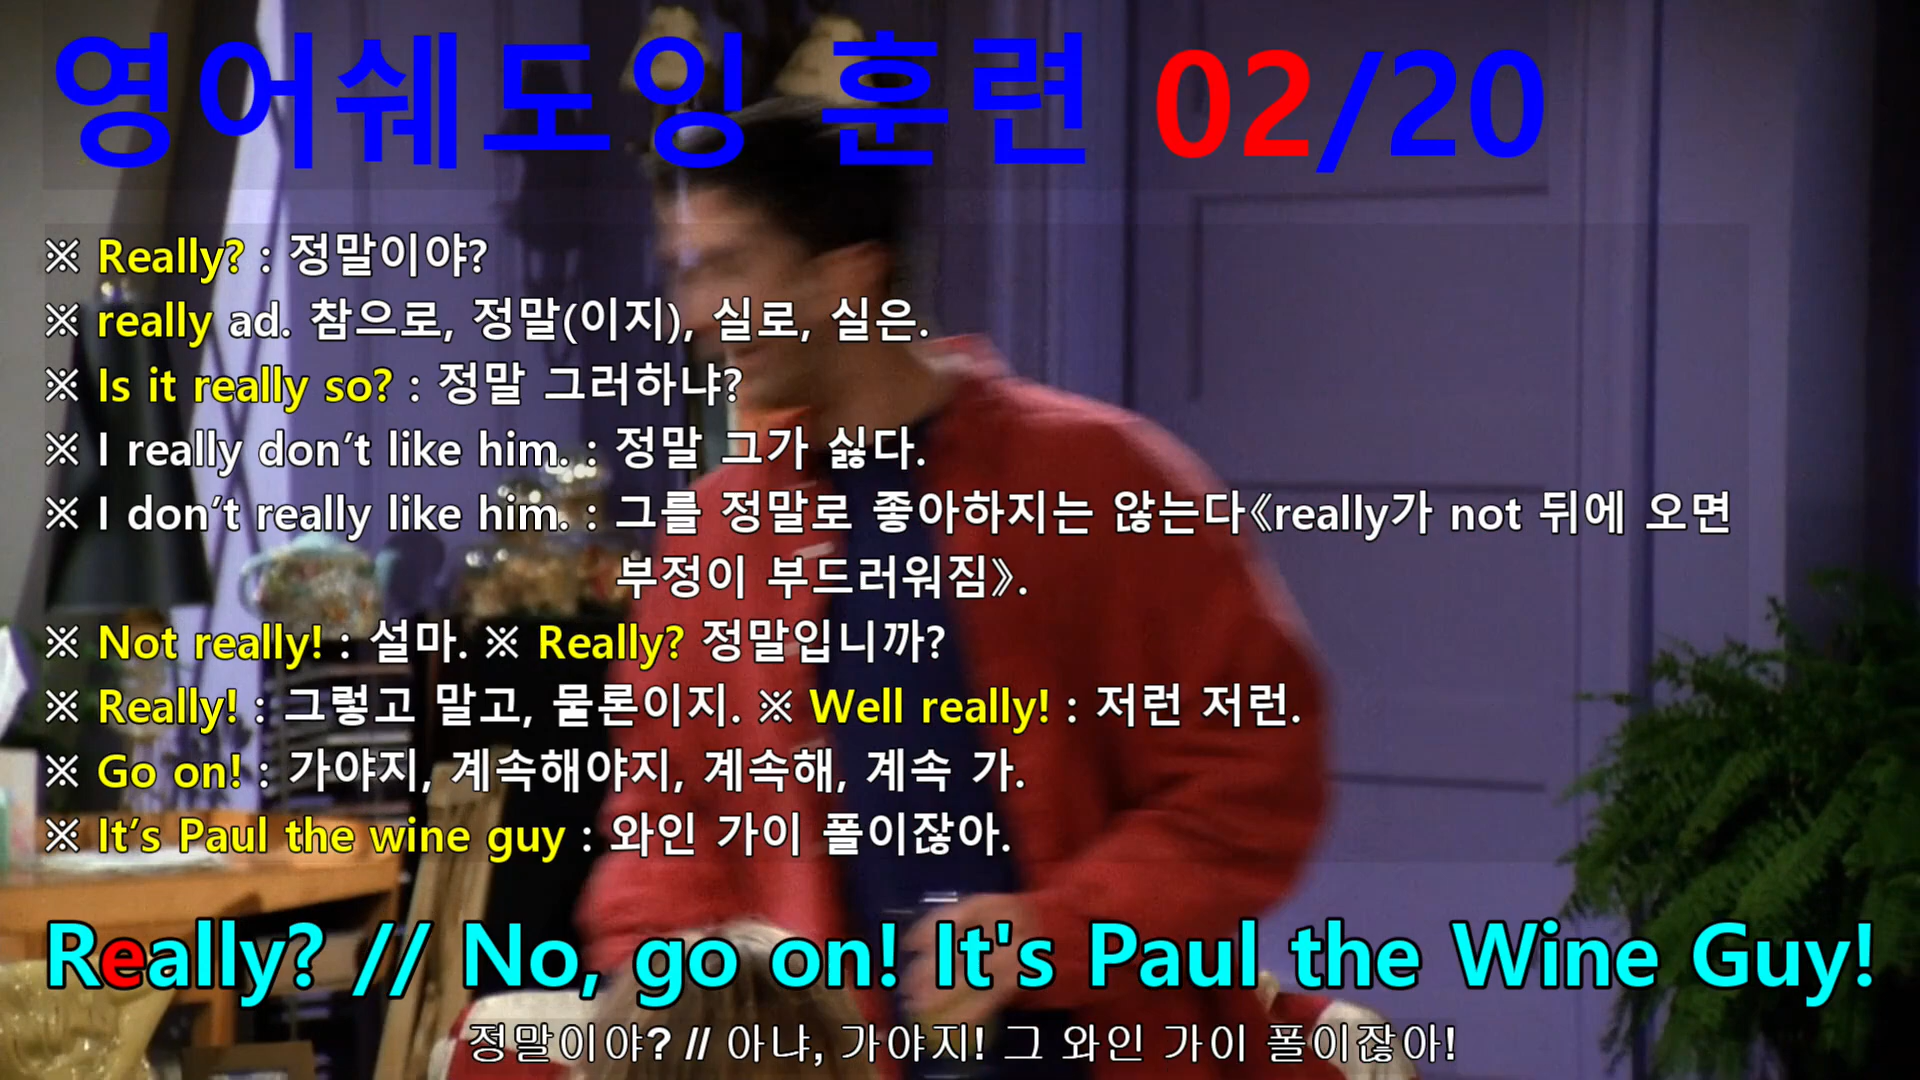 영어쉐도잉 훈련 02/20
※ Really? : 정말이야?
※ really ad. 참으로, 정말(이지), 실로, 실은.
※ Is it really so? : 정말 그러하냐?
※ I really don’t like him. : 정말 그가 싫다.
※ I don’t really like him. : 그를 정말로 좋아하지는 않는다《really가 not 뒤에 오면
부정이 부드러워짐》.
※ Not really! : 설마. ※ Really? 정말입니까?
※ Really! : 그렇고 말고, 물론이지. ※ Well really! : 저런 저런.
※ Go on! : 가야지, 계속해야지, 계속해, 계속 가.
※ It’s Paul the wine guy : 와인 가이 폴이잖아.
Really? // No, go on! It's Paul the Wine Guy!
정말이야? // 아냐, 가야지! 그 와인 가이 폴이잖아!